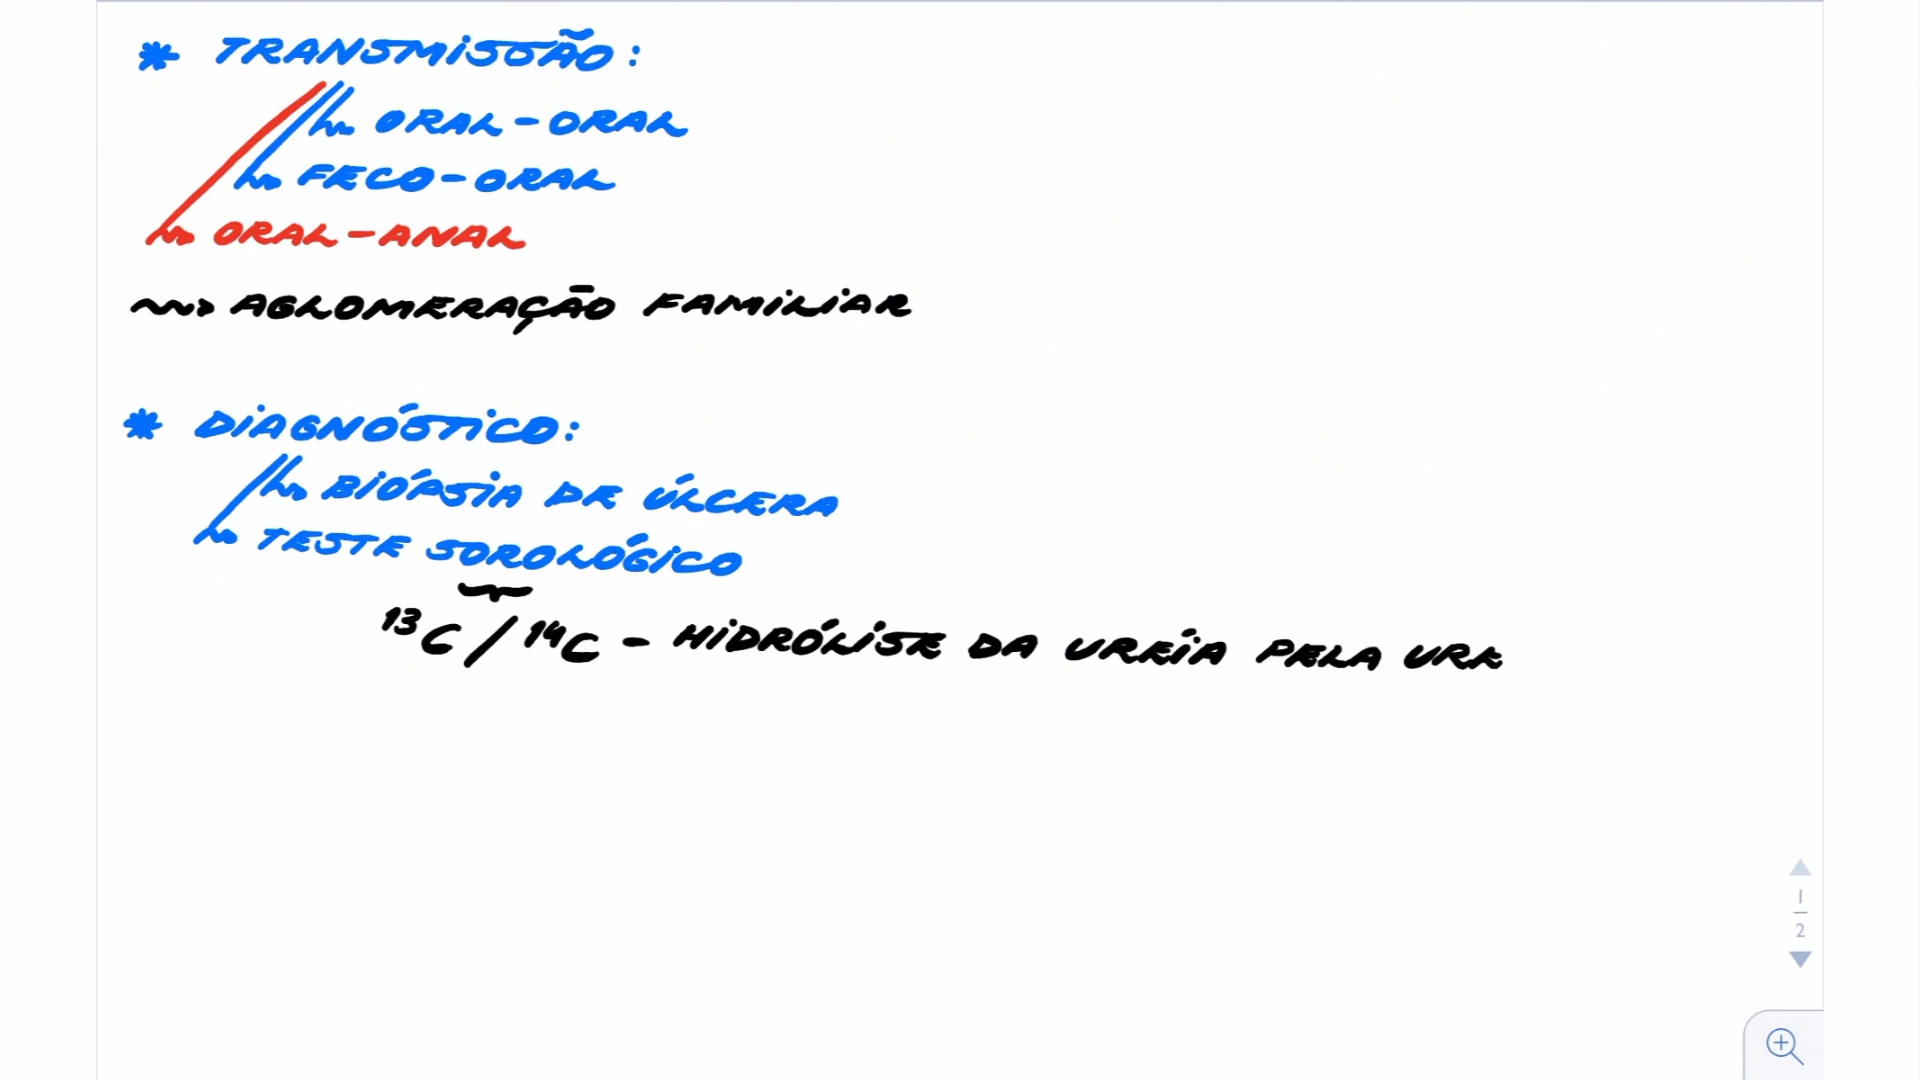 * TRANSMISSÃO:
ORAL-ORAL
FECO-ORAL
ORAL-ANAL
AGLOMERAÇÃO FAMILIAR
* DIAGNÓSTICO:
BIÓPSIA DE ÚLCERA
TESTE SOROLÓGICO
¹³C / ¹⁴C - HIDRÓLISE DA UREIA PELA URE
1
2